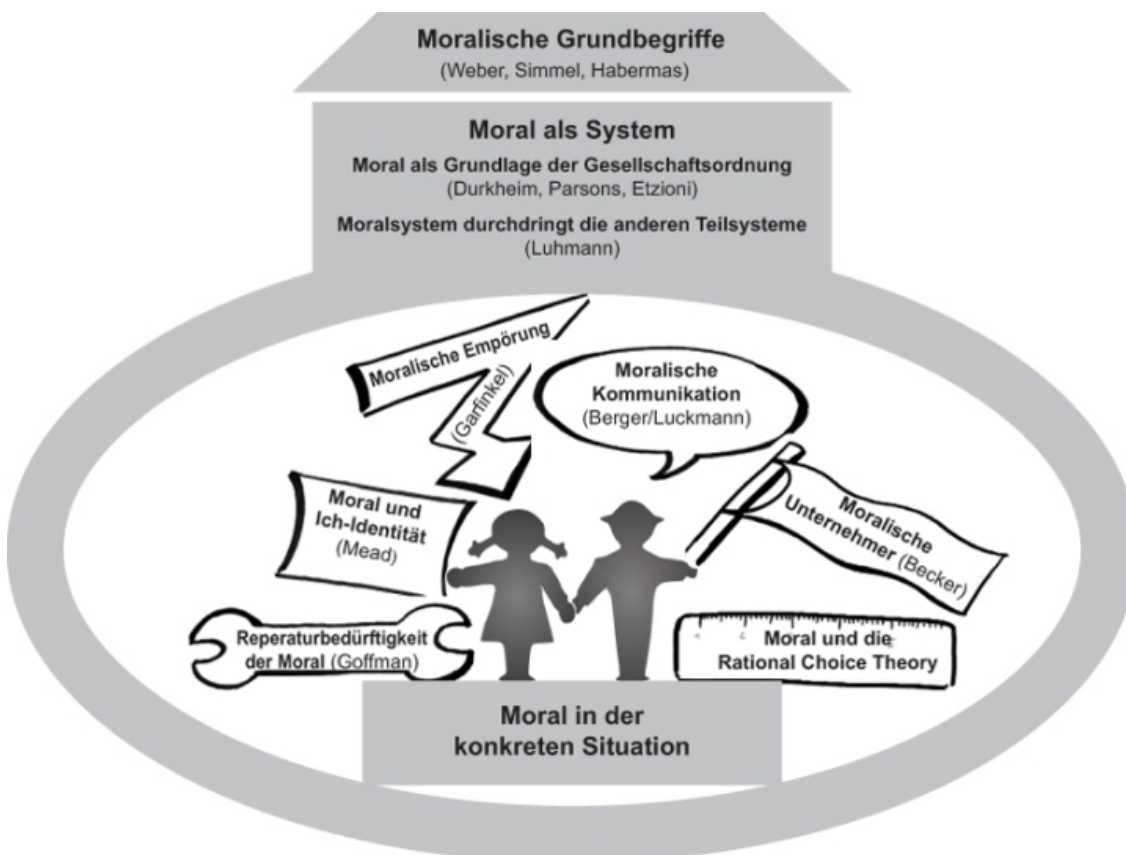 Moralische Grundbegriffe
(Weber, Simmel, Habermas)
Moral als System
Moral als Grundlage der Gesellschaftsordnung
(Durkheim, Parsons, Etzioni)
Moralsystem durchdringt die anderen Teilsysteme
(Luhmann)
Moralische Empörung
(Garfinkel)
Moralische
Kommunikation
(Berger/Luckmann)
Moral und
Ich-Identität
(Mead)
Moralische
Unternehmer (Becker)
Reperaturbedürftigkeit
der Moral (Goffman)
Moral und die
Rational Choice Theory
Moral in der
konkreten Situation